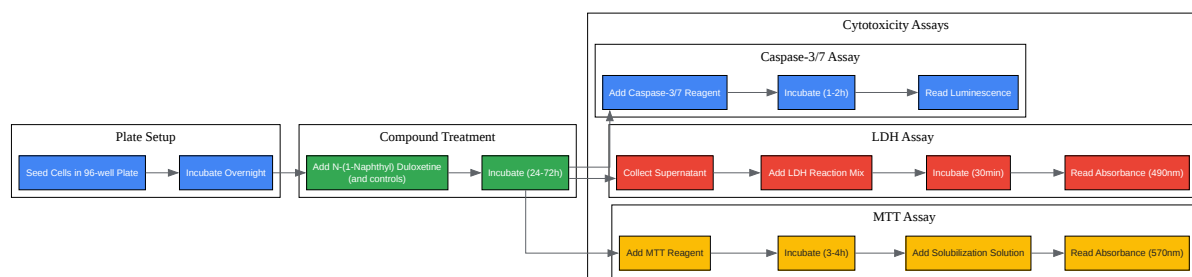 Cytotoxicity Assays
Caspase-3/7 Assay
Add Caspase-3/7 Reagent
Incubate (1-2h)
Read Luminescence
Plate Setup
Seed Cells in 96-well Plate
Incubate Overnight
Compound Treatment
Add N-(1-Naphthyl) Duloxetine
(and controls)
Incubate (24-72h)
LDH Assay
Collect Supernatant
Add LDH Reaction Mix
Incubate (30min)
Read Absorbance (490nm)
MTT Assay
Add MTT Reagent
Incubate (3-4h)
Add Solubilization Solution
Read Absorbance (570nm)